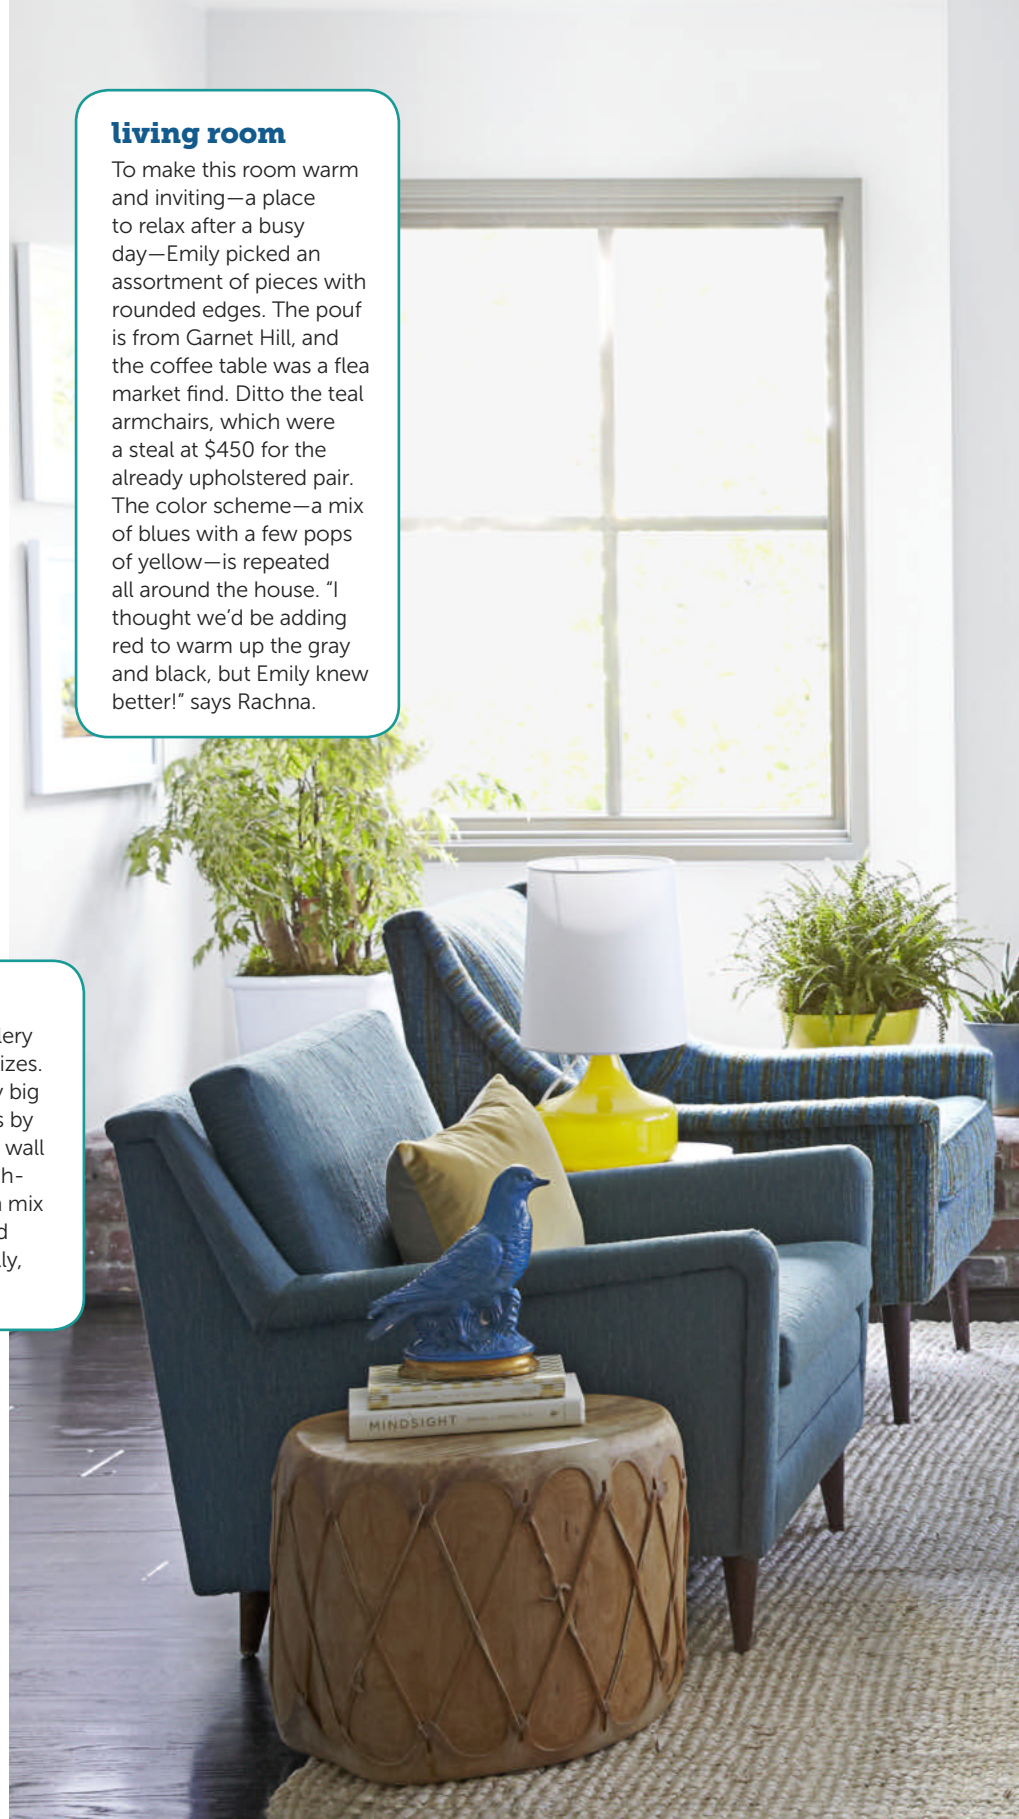 living room
To make this room warm
and inviting—a place
to relax after a busy
day—Emily picked an
assortment of pieces with
rounded edges. The pouf
is from Garnet Hill, and
the coffee table was a flea
market find. Ditto the teal
armchairs, which were
a steal at $450 for the
already upholstered pair.
The color scheme—a mix
of blues with a few pops
of yellow—is repeated
all around the house. “I
thought we’d be adding
red to warm up the gray
and black, but Emily knew
better!” says Rachna.
lery
izes.
y big
s by
wall
h-
mix
d
lly,
MINDSIGHT